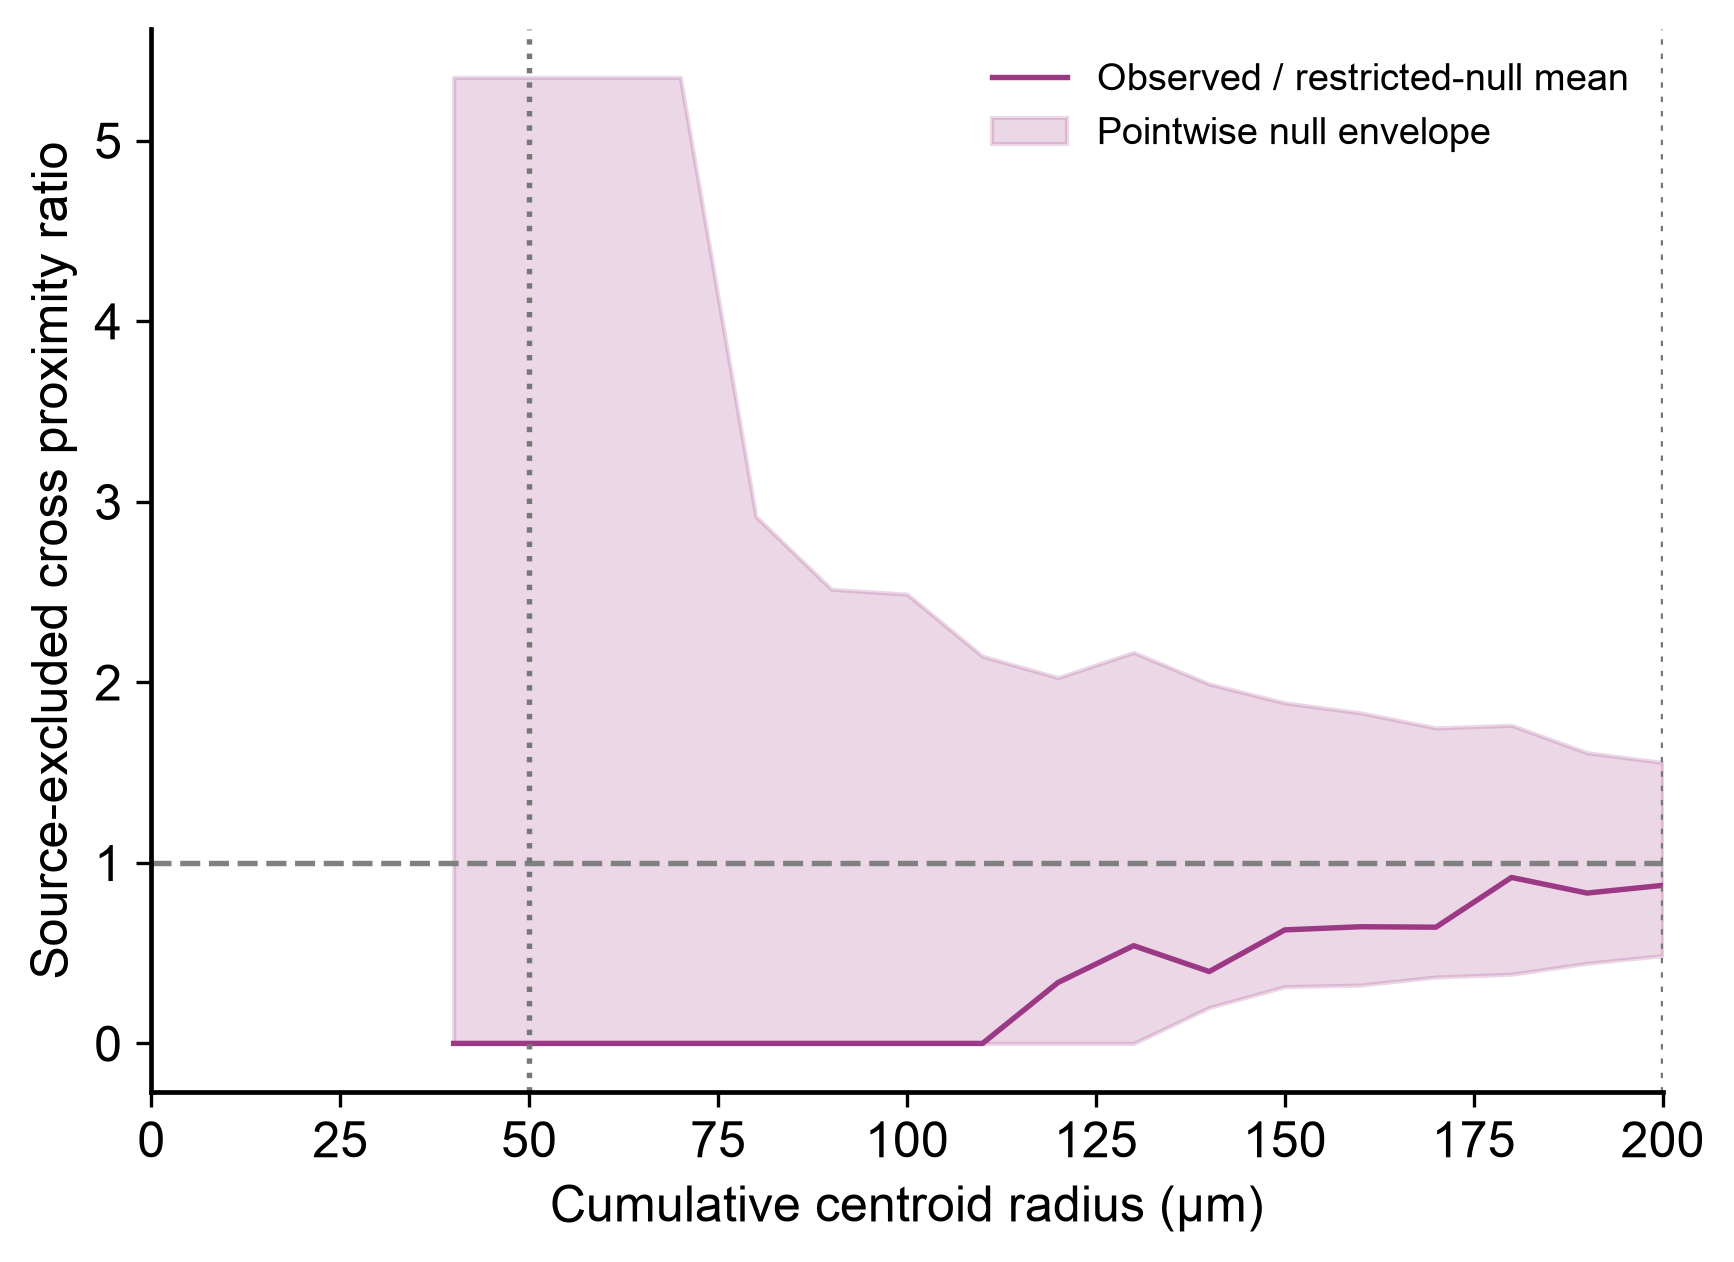 Observed / restricted-null mean
Pointwise null envelope
Source-excluded cross proximity ratio
5
4
3
2
1
0
0 25 50 75 100 125 150 175 200
Cumulative centroid radius (µm)